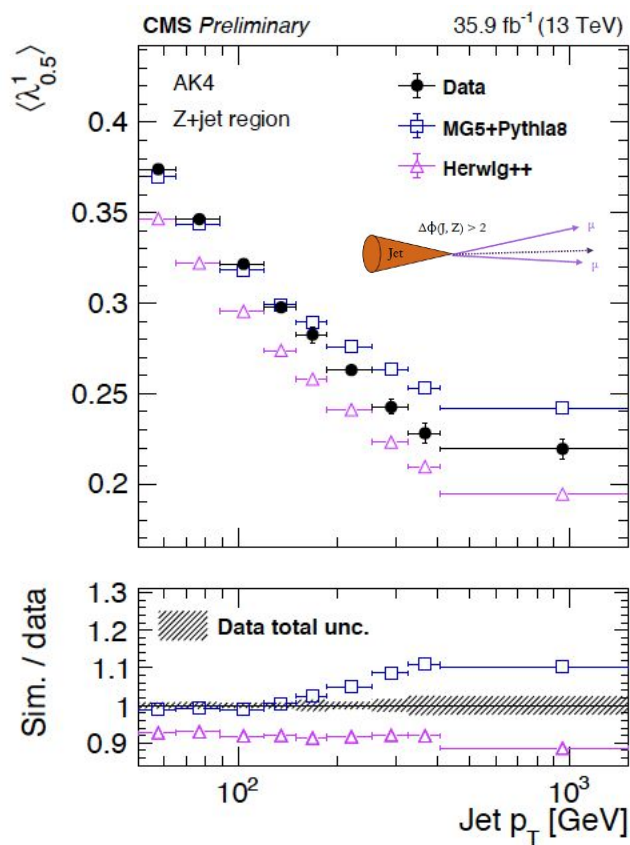 CMS Preliminary 35.9 fb⁻¹ (13 TeV)
⟨λ¹₀.₅⟩
AK4
Z+jet region
Data
MG5+Pythia8
Herwig++
Δϕ(J, Z) > 2
Jet
μ
μ
0.4
0.35
0.3
0.25
0.2
Sim. / data
Data total unc.
1.3
1.2
1.1
1
0.9
10²
10³
Jet p_T [GeV]